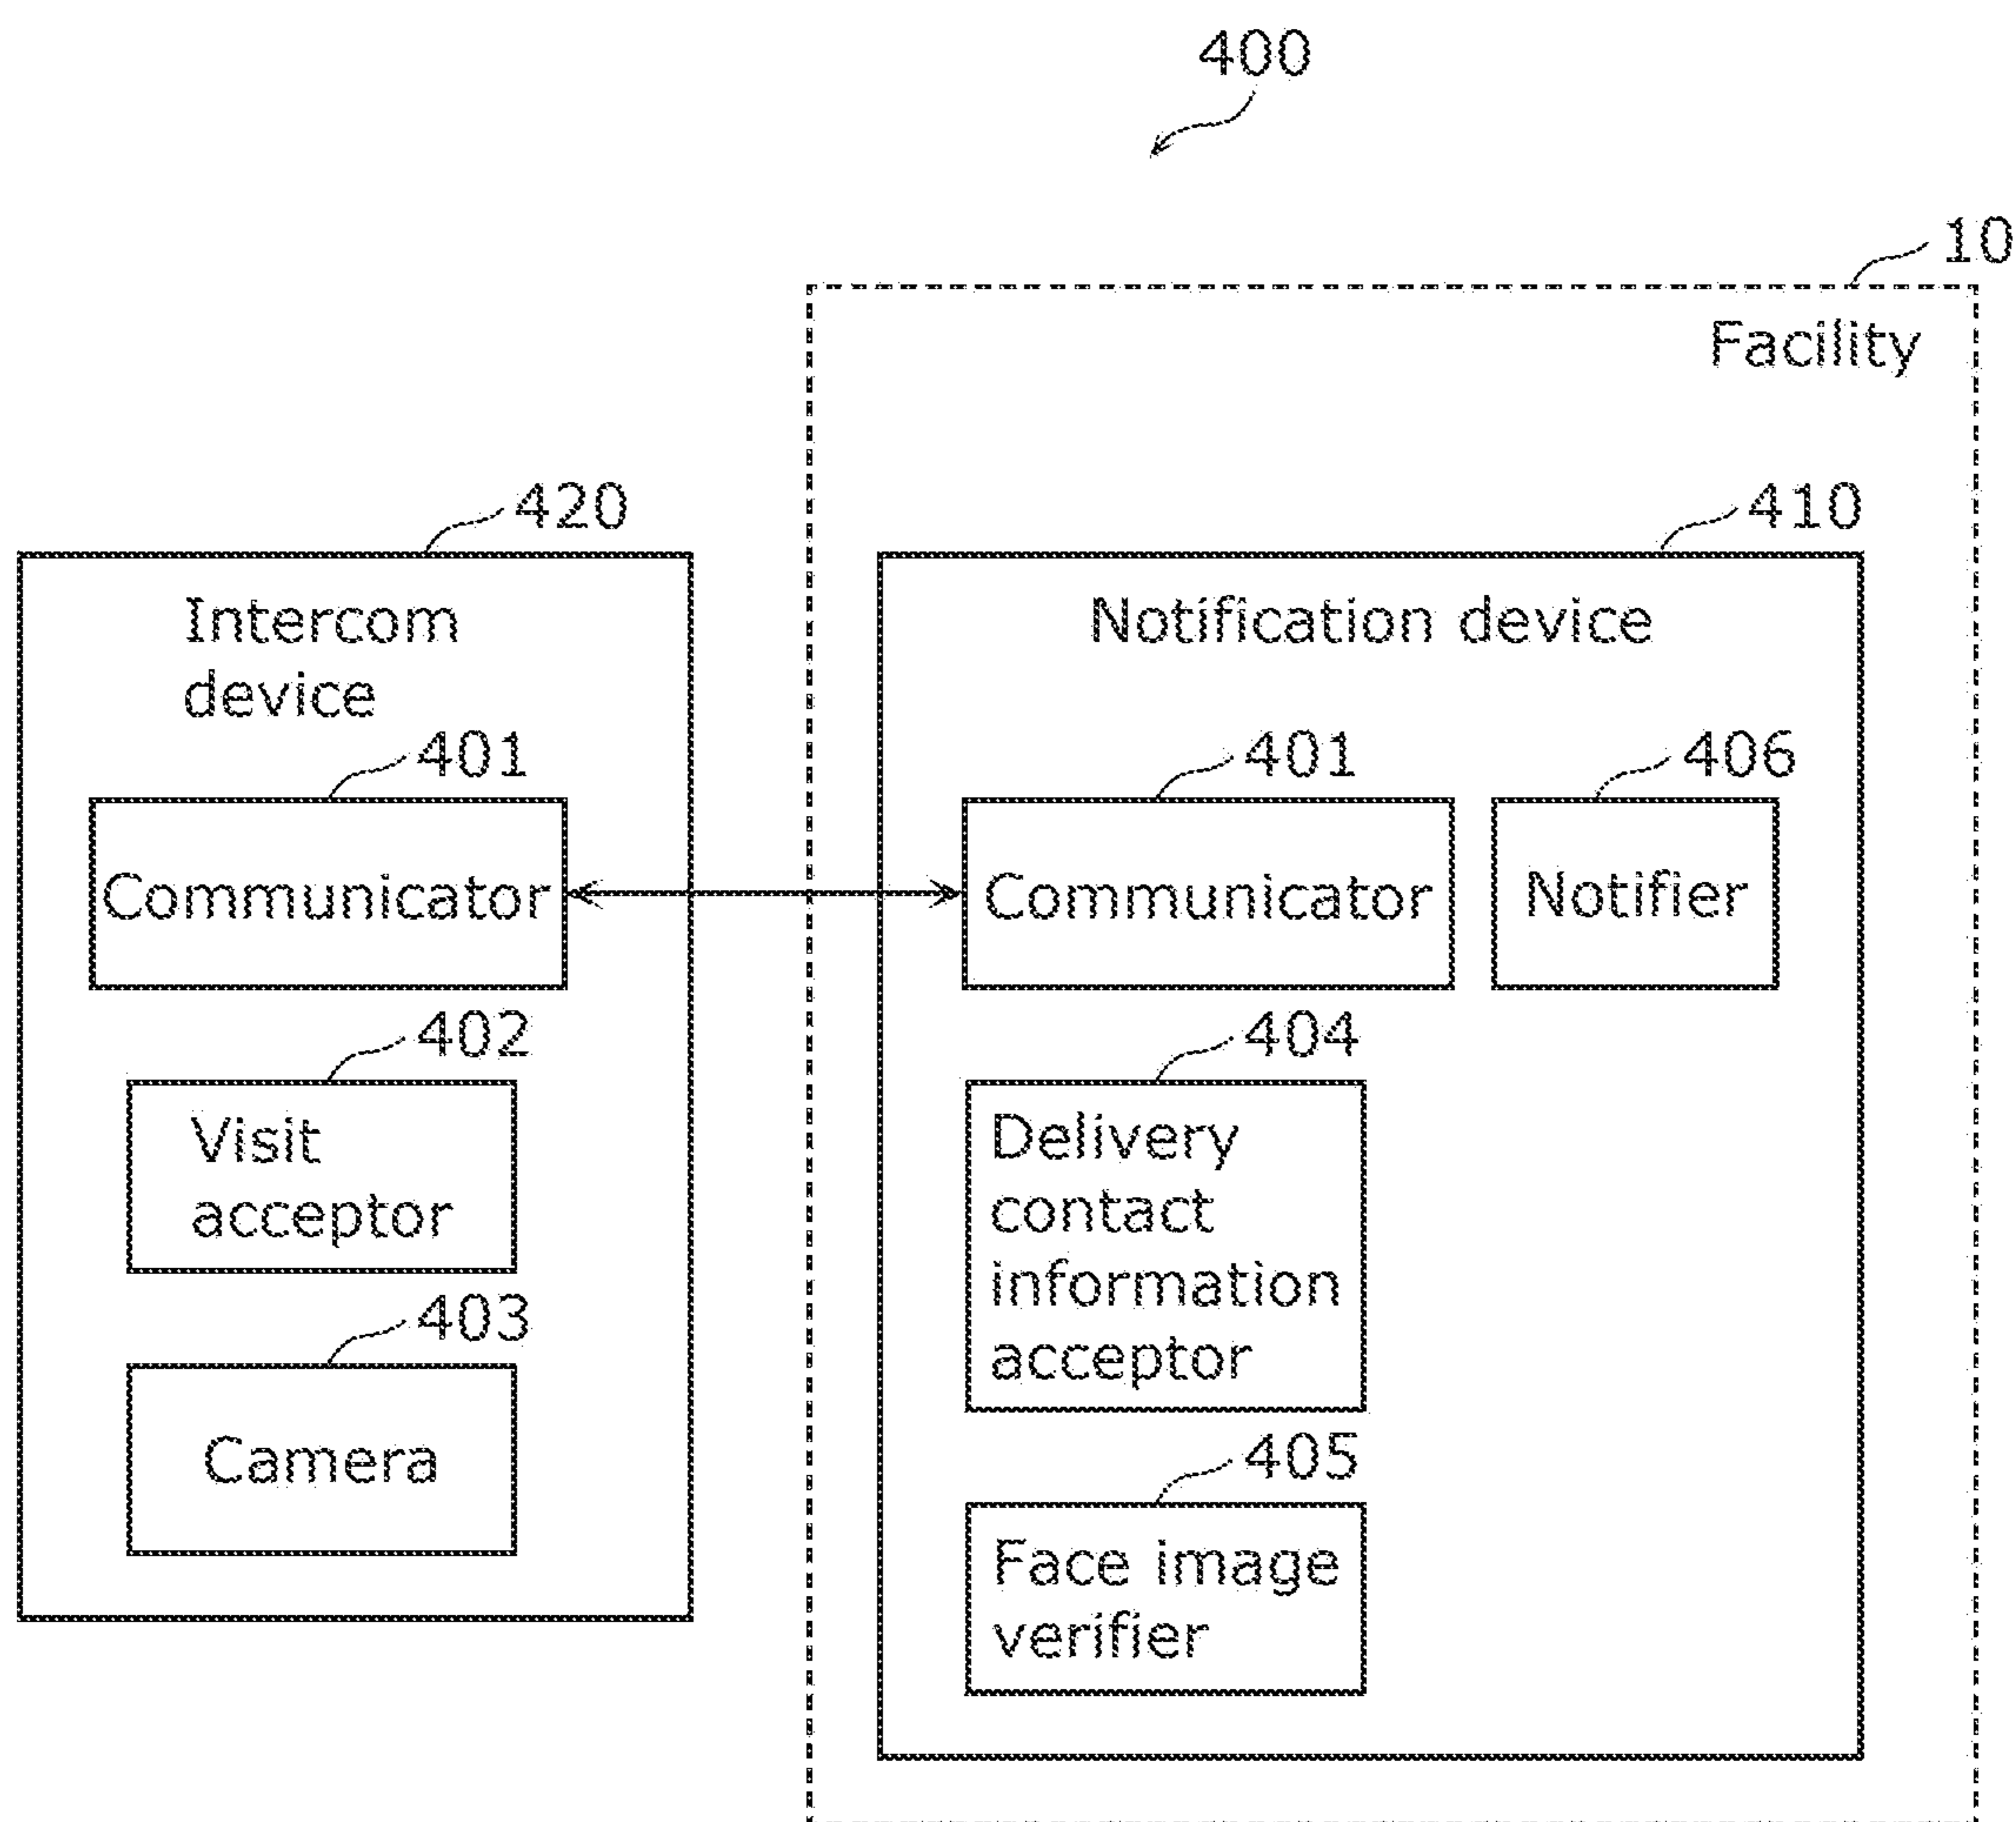 400
10
Facility
420
Intercom
device
401
Communicator
402
Visit
acceptor
403
Camera
410
Notification device
401
Communicator
406
Notifier
404
Delivery
contact
information
acceptor
405
Face image
verifier